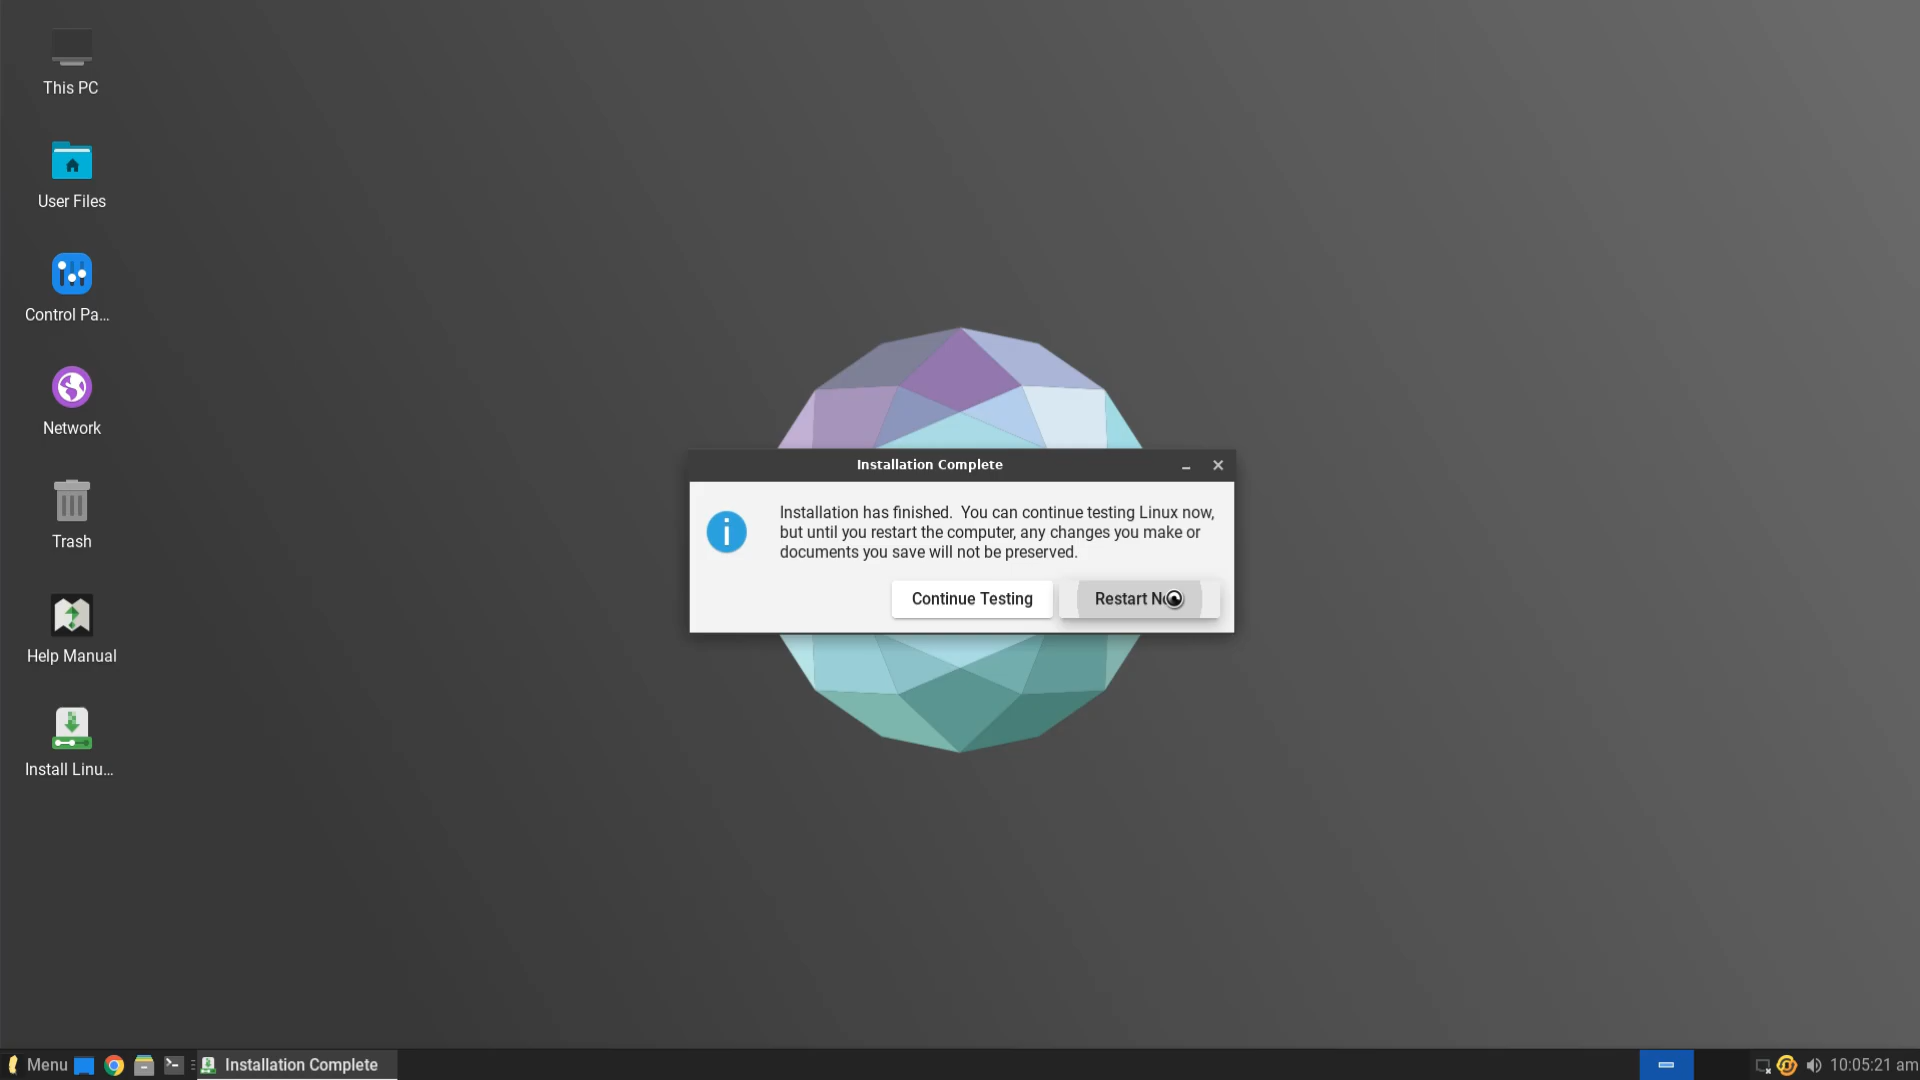 This PC
User Files
Control Pa...
Network
Trash
Help Manual
Install Linu...
Installation Complete
Installation has finished.  You can continue testing Linux now,
but until you restart the computer, any changes you make or
documents you save will not be preserved.
Continue Testing
Restart
Menu
Installation Complete
10:05:21 am